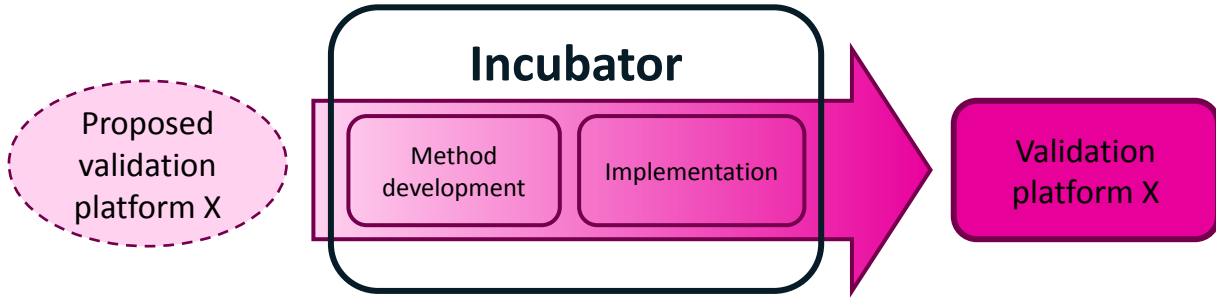 Incubator
Proposed
validation
platform X
Method
development
Implementation
Validation
platform X